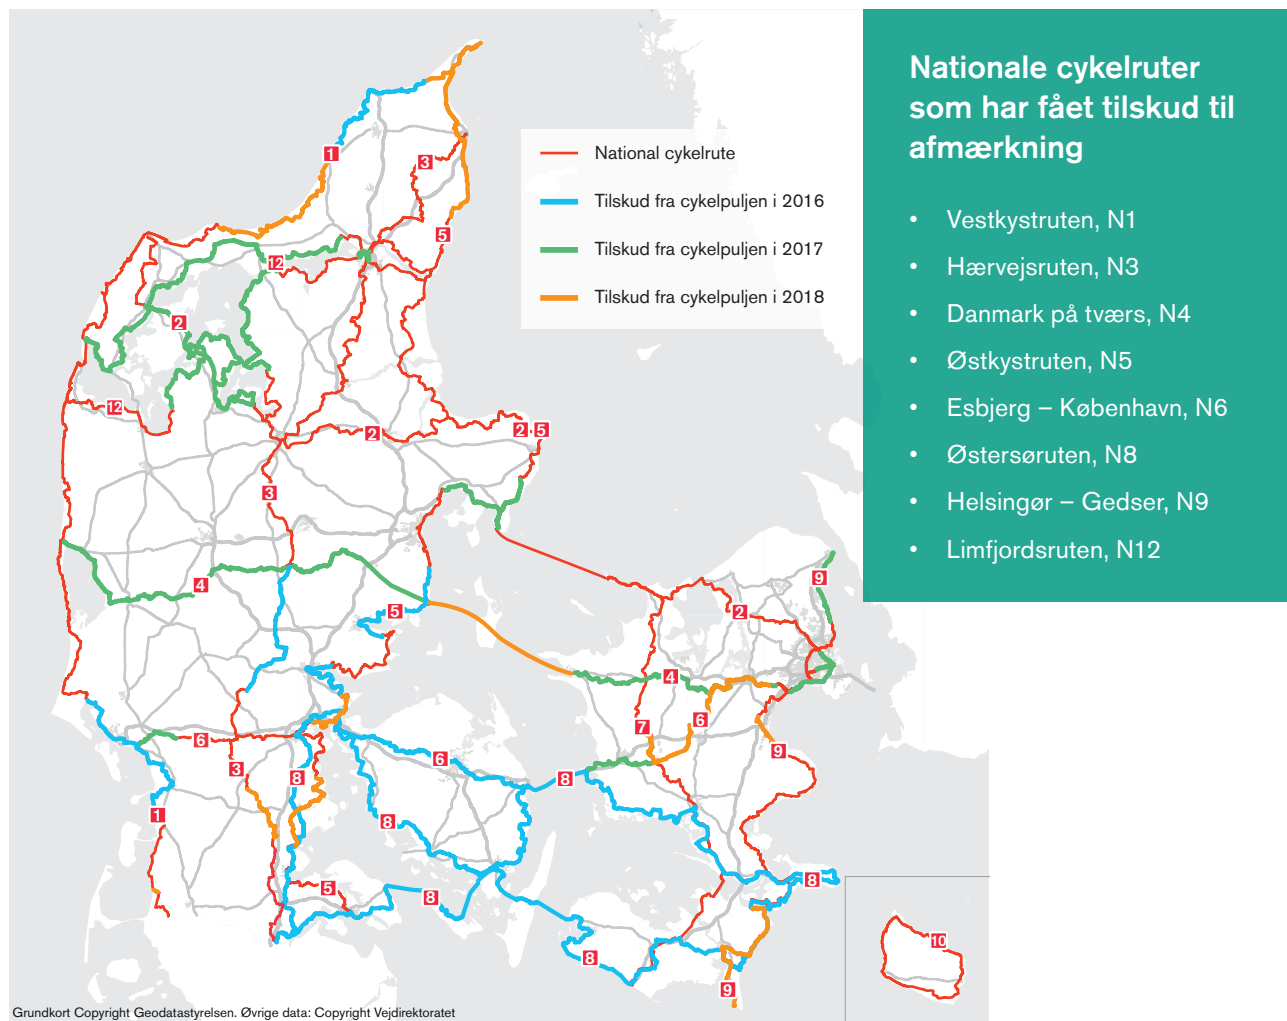 Nationale cykelruter
som har fået tilskud til
afmærkning
• Vestkystruten, N1
• Hærvejsruten, N3
• Danmark på tværs, N4
• Østkystruten, N5
• Esbjerg – København, N6
• Østersøruten, N8
• Helsingør – Gedser, N9
• Limfjordsruten, N12
National cykelrute
Tilskud fra cykelpuljen i 2016
Tilskud fra cykelpuljen i 2017
Tilskud fra cykelpuljen i 2018
1
3
5
12
2
12
2
2 5
3
4
5
9
2
4
7
6
9
6
3
8
6
8
1
8
5
8
8
8
9
10
Grundkort Copyright Geodatastyrelsen. Øvrige data: Copyright Vejdirektoratet